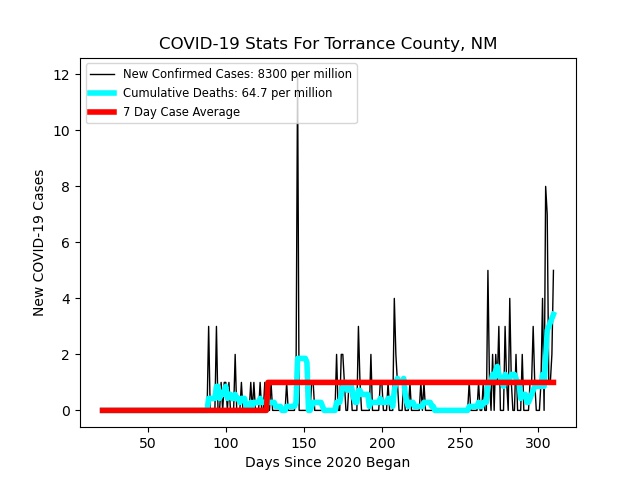 COVID-19 Stats For Torrance County, NM
New Confirmed Cases: 8300 per million
Cumulative Deaths: 64.7 per million
7 Day Case Average
New COVID-19 Cases
12
10
8
6
4
2
0
50 100 150 200 250 300
Days Since 2020 Began